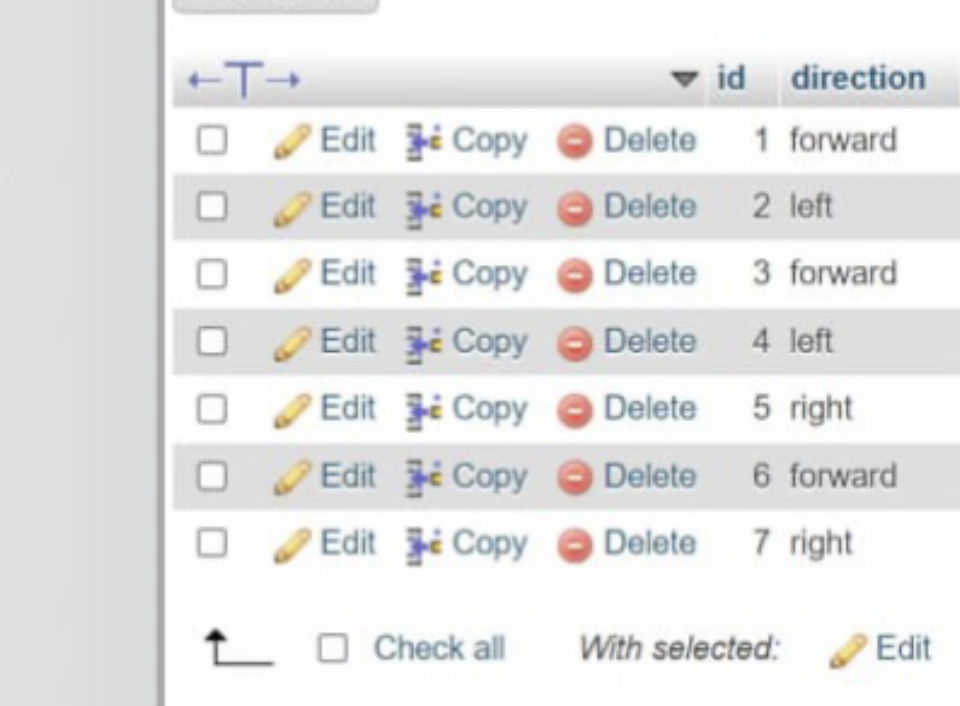 id direction
Edit Copy Delete 1 forward
Edit Copy Delete 2 left
Edit Copy Delete 3 forward
Edit Copy Delete 4 left
Edit Copy Delete 5 right
Edit Copy Delete 6 forward
Edit Copy Delete 7 right
Check all With selected: Edit